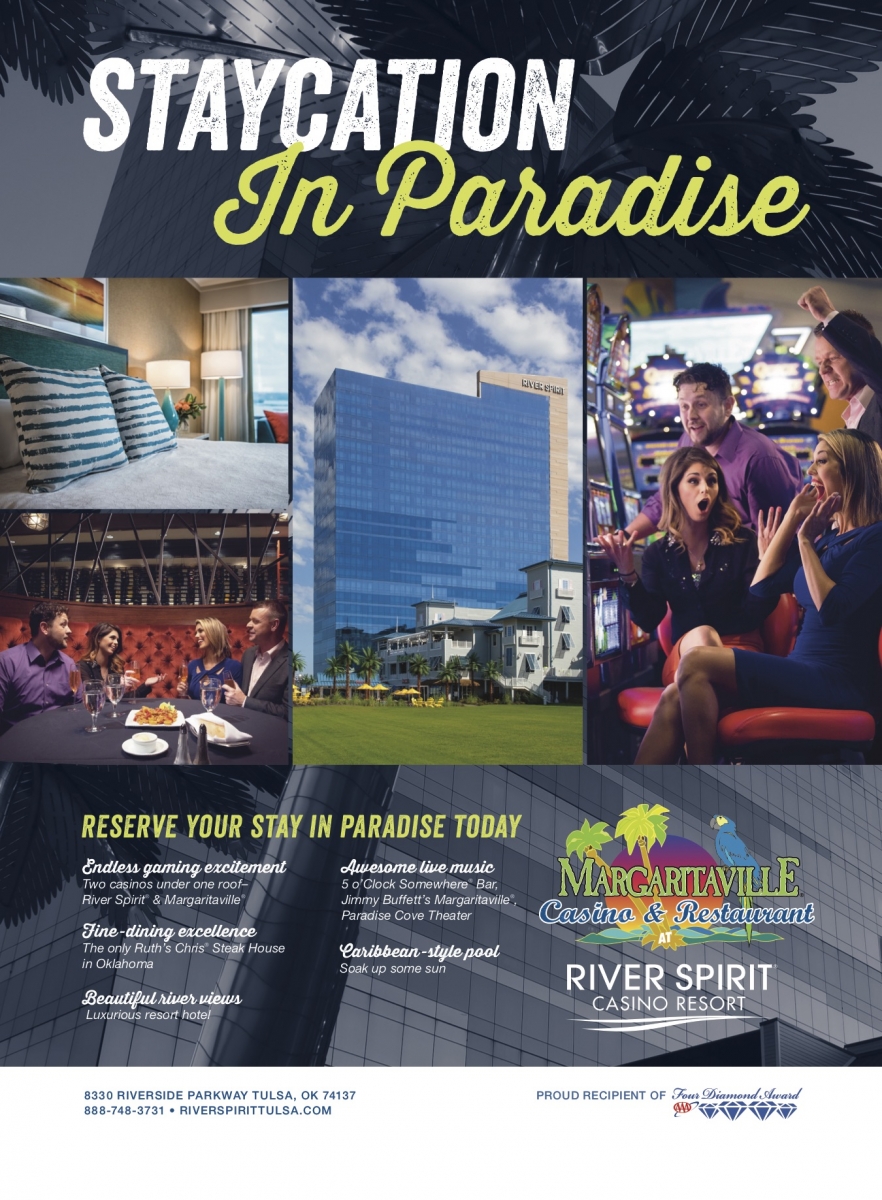 STAYCATION
In Paradise
RIVER SPIRIT
RESERVE YOUR STAY IN PARADISE TODAY
Endless gaming excitement
Two casinos under one roof–
River Spirit® & Margaritaville®
Fine-dining excellence
The only Ruth's Chris® Steak House
in Oklahoma
Beautiful river views
Luxurious resort hotel
Awesome live music
5 o'Clock Somewhere® Bar,
Jimmy Buffett's Margaritaville®,
Paradise Cove Theater
Caribbean-style pool
Soak up some sun
MARGARITAVILLE
Casino & Restaurant
AT
RIVER SPIRIT
CASINO RESORT
8330 RIVERSIDE PARKWAY TULSA, OK 74137
888-748-3731 • RIVERSPIRITTULSA.COM
PROUD RECIPIENT OF Four Diamond Award
AAA